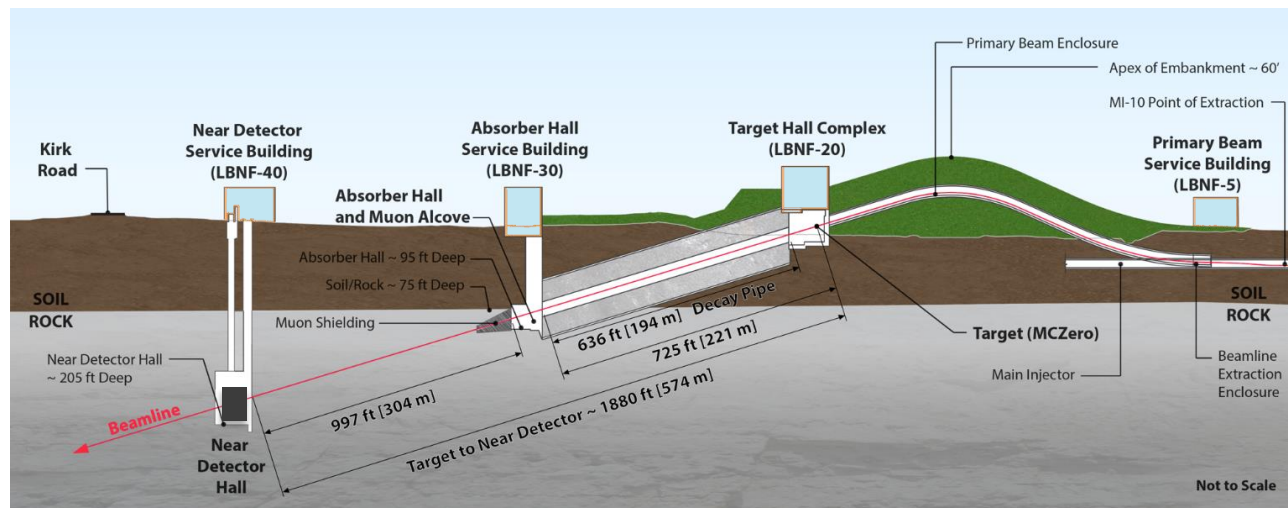 Primary Beam Enclosure
Apex of Embankment ~ 60'
MI-10 Point of Extraction
Kirk
Road
Near Detector
Service Building
(LBNF-40)
Absorber Hall
Service Building
(LBNF-30)
Target Hall Complex
(LBNF-20)
Primary Beam
Service Building
(LBNF-5)
Absorber Hall
and Muon Alcove
Absorber Hall ~ 95 ft Deep
Soil/Rock ~ 75 ft Deep
Muon Shielding
SOIL
ROCK
SOIL
ROCK
Near Detector Hall
~ 205 ft Deep
Beamline
Near
Detector
Hall
636 ft [194 m] Decay Pipe
725 ft [221 m]
997 ft [304 m]
Target to Near Detector ~ 1880 ft [574 m]
Target (MCZero)
Main Injector
Beamline
Extraction
Enclosure
Not to Scale